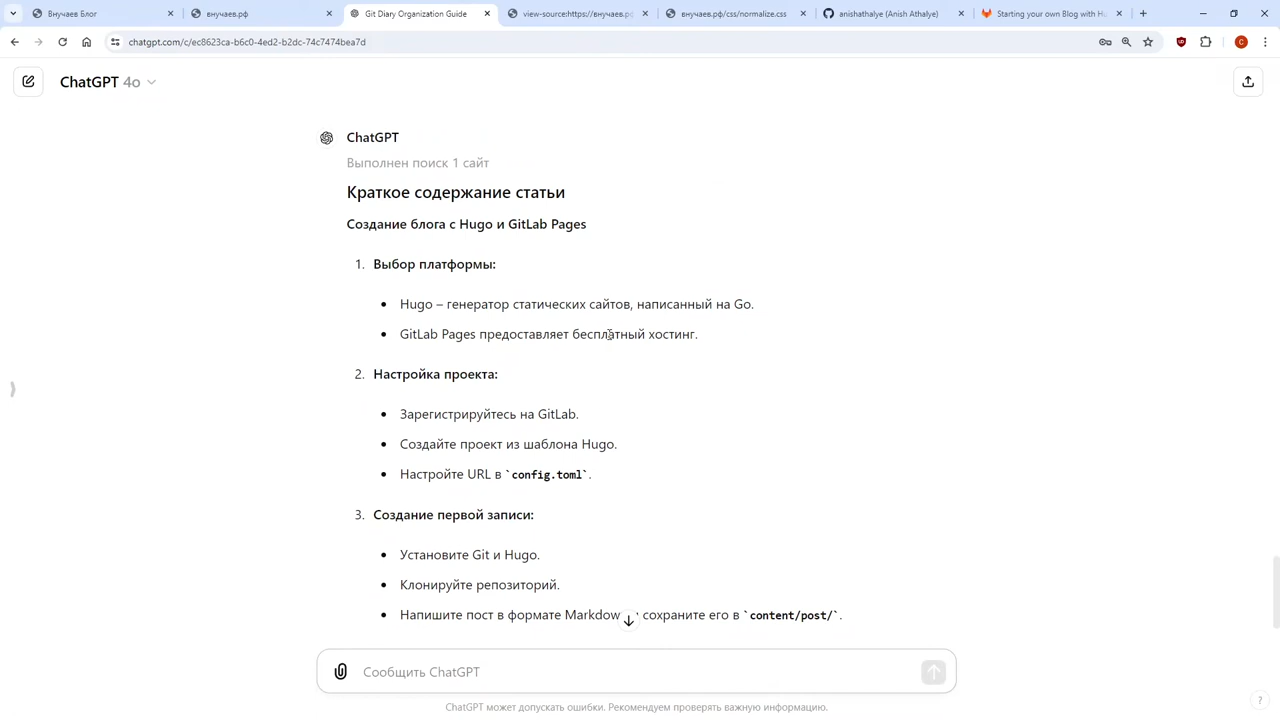 Внучаев Блог
внучаев.рф
Git Diary Organization Guide
view-source:https://внучаев.рф
внучаев.рф/css/normalize.css
anishathalye (Anish Athalye)
Starting your own Blog with Hu
chatgpt.com/c/ec8623ca-b6c0-4ed2-b2dc-74c7474bea7d
C
ChatGPT 4o
ChatGPT
Выполнен поиск 1 сайт
Краткое содержание статьи
Создание блога с Hugo и GitLab Pages
1. Выбор платформы:
• Hugo – генератор статических сайтов, написанный на Go.
• GitLab Pages предоставляет бесплатный хостинг.
2. Настройка проекта:
• Зарегистрируйтесь на GitLab.
• Создайте проект из шаблона Hugo.
• Настройте URL в `config.toml`.
3. Создание первой записи:
• Установите Git и Hugo.
• Клонируйте репозиторий.
• Напишите пост в формате Markdown сохраните его в `content/post/`.
Сообщить ChatGPT
ChatGPT может допускать ошибки. Рекомендуем проверять важную информацию.
?